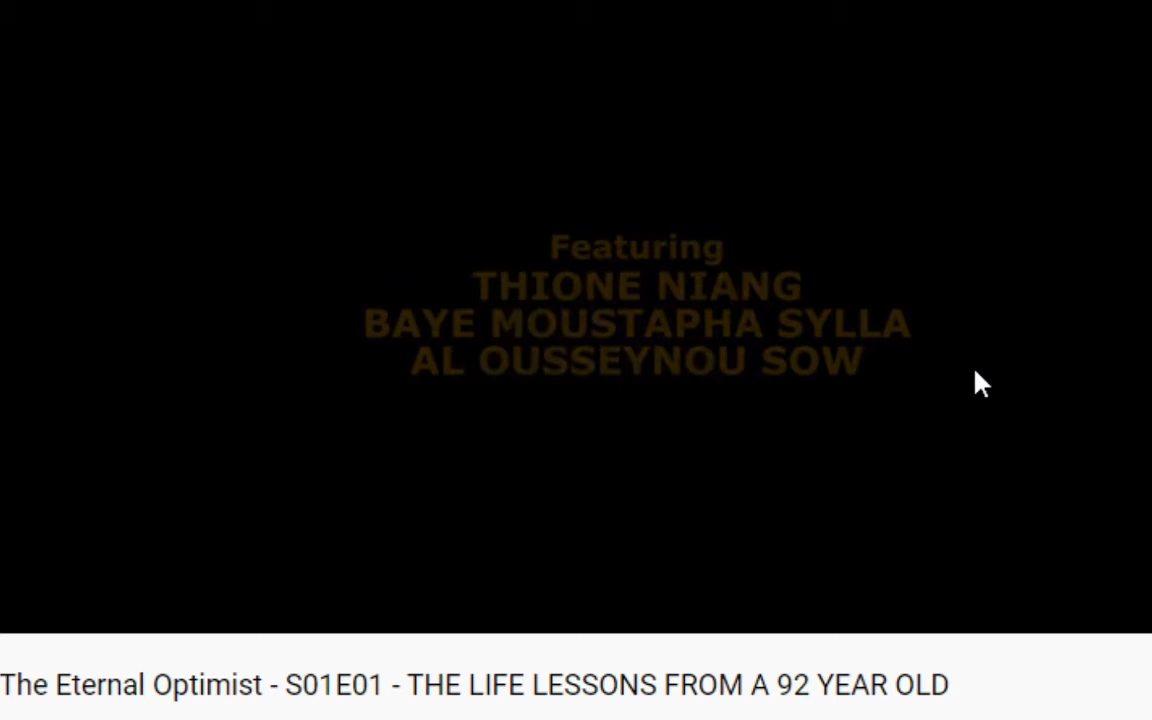 Featuring
THIONE NIANG
BAYE MOUSTAPHA SYLLA
AL OUSSEYNOU SOW
The Eternal Optimist - S01E01 - THE LIFE LESSONS FROM A 92 YEAR OLD